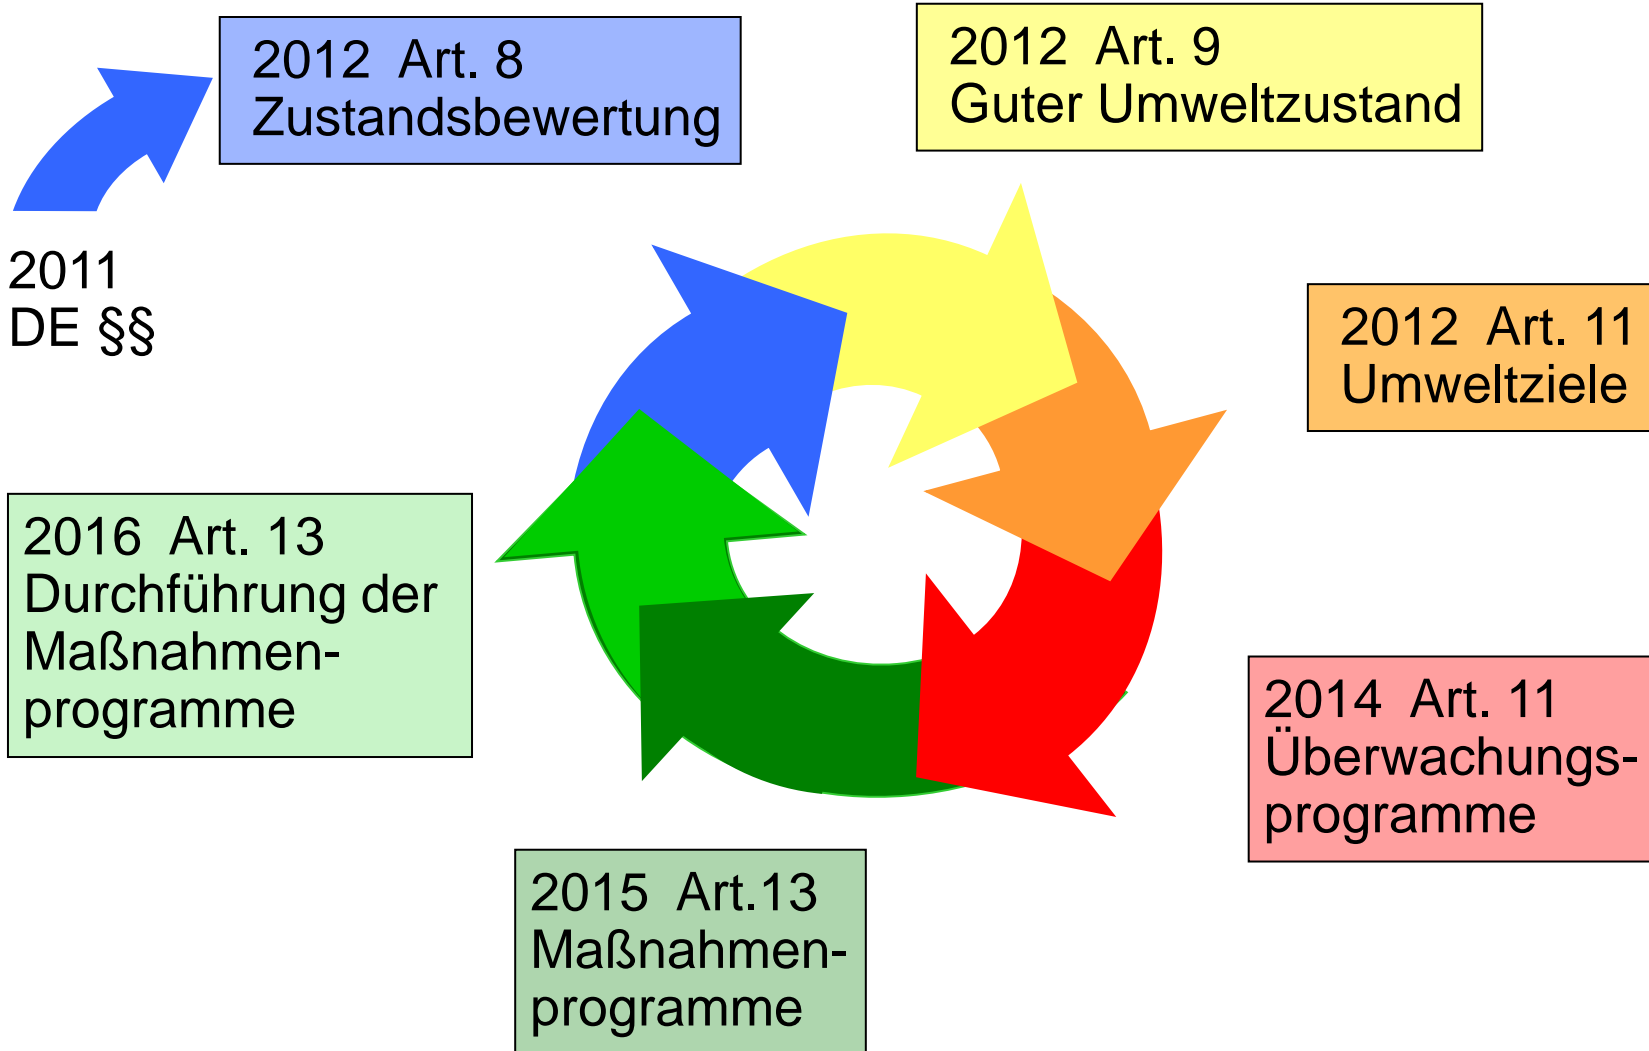 2012 Art. 8
Zustandsbewertung
2012 Art. 9
Guter Umweltzustand
2011
DE §§
2012 Art. 11
Umweltziele
2016 Art. 13
Durchführung der
Maßnahmen-
programme
2014 Art. 11
Überwachungs-
programme
2015 Art.13
Maßnahmen-
programme